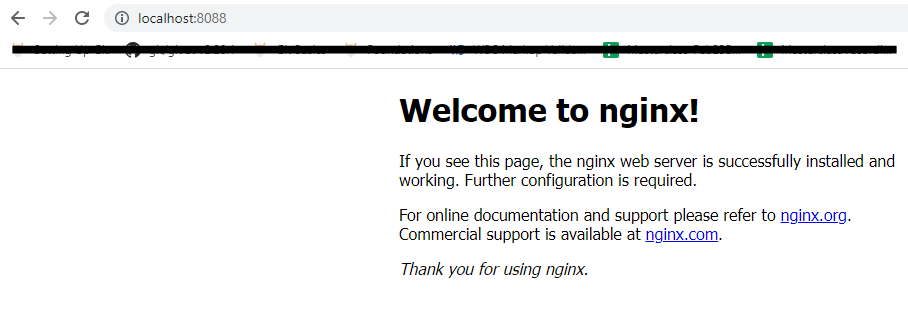 localhost:8088
Welcome to nginx!
If you see this page, the nginx web server is successfully installed and
working. Further configuration is required.
For online documentation and support please refer to nginx.org.
Commercial support is available at nginx.com.
Thank you for using nginx.